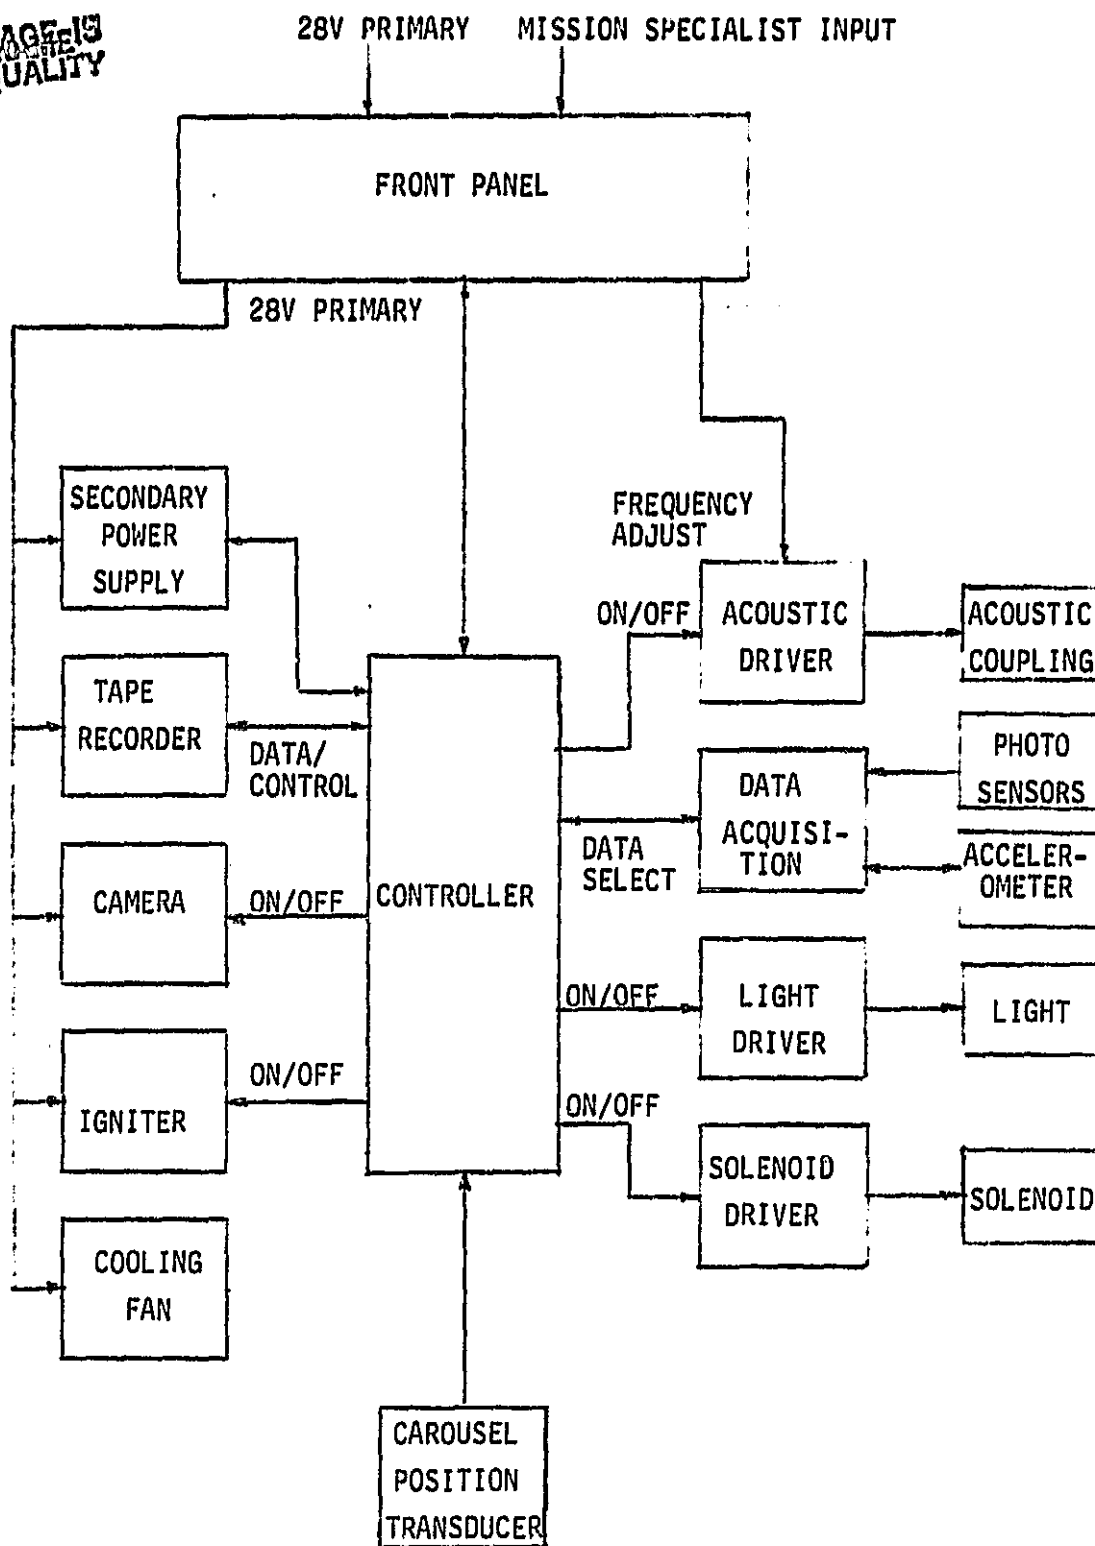 QUALITY
28V PRIMARY MISSION SPECIALIST INPUT
FRONT PANEL
28V PRIMARY
SECONDARY
POWER
SUPPLY
FREQUENCY
ADJUST
ON/OFF
ACOUSTIC
DRIVER
ACOUSTIC
COUPLING
TAPE
RECORDER
DATA/
CONTROL
DATA
ACQUISI-
TION
DATA
SELECT
PHOTO
SENSORS
ACCELER-
OMETER
CAMERA
ON/OFF
CONTROLLER
ON/OFF
LIGHT
DRIVER
LIGHT
IGNITER
ON/OFF
ON/OFF
SOLENOID
DRIVER
SOLENOID
COOLING
FAN
CAROUSEL
POSITION
TRANSDUCER